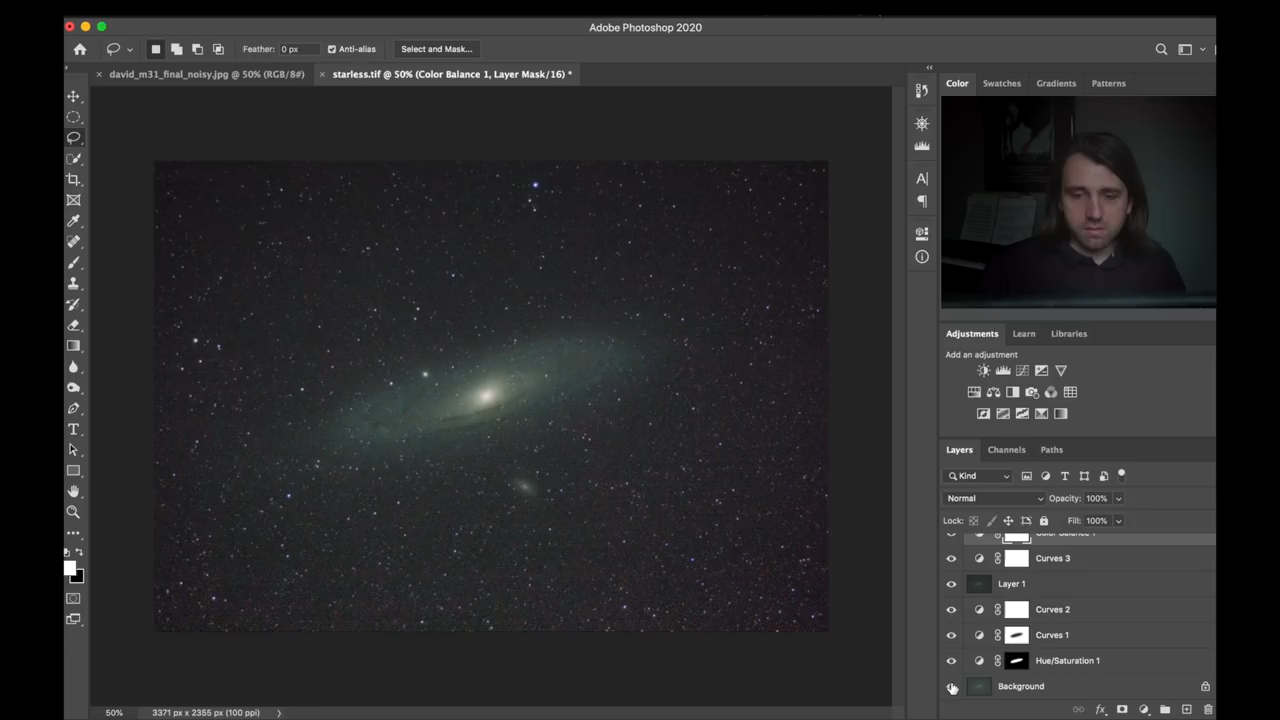 Adobe Photoshop 2020
Feather: 0 px Anti-alias Select and Mask...
david_m31_final_noisy.jpg @ 50% (RGB/8#) starless.tif @ 50% (Color Balance 1, Layer Mask/16) *
Color Swatches Gradients Patterns
Adjustments Learn Libraries
Add an adjustment
Layers Channels Paths
Kind
Normal Opacity: 100%
Lock: Fill: 100%
Color Balance 1
Curves 3
Layer 1
Curves 2
Curves 1
Hue/Saturation 1
Background
50% 3371 px x 2355 px (100 ppi)